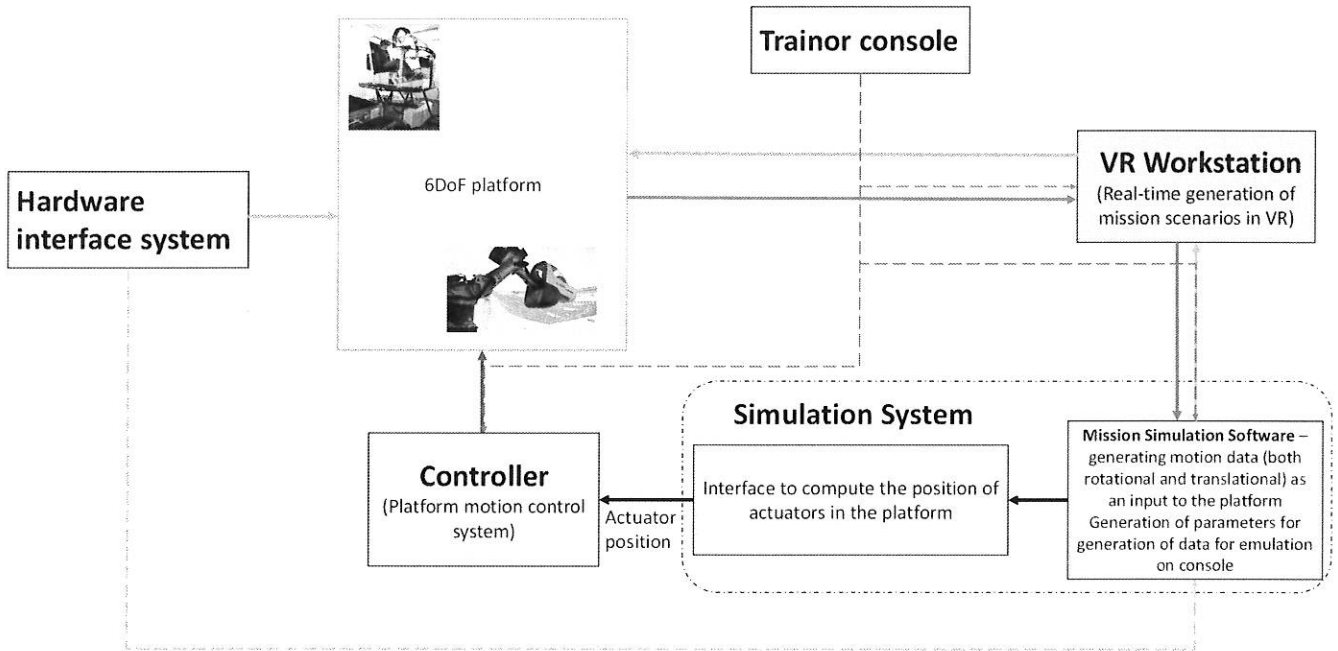 Trainor console
VR Workstation
(Real-time generation of
mission scenarios in VR)
Hardware
interface system
6DoF platform
Simulation System
Controller
(Platform motion control
system)
Actuator
position
Interface to compute the position of
actuators in the platform
Mission Simulation Software –
generating motion data (both
rotational and translational) as
an input to the platform
Generation of parameters for
generation of data for emulation
on console